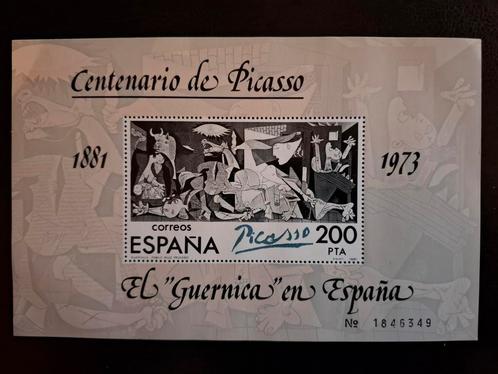 Centenario de Picasso
1881
1973
correos
ESPAÑA
Picasso
200
PTA
El "Guernica" en España
Nº 1846349